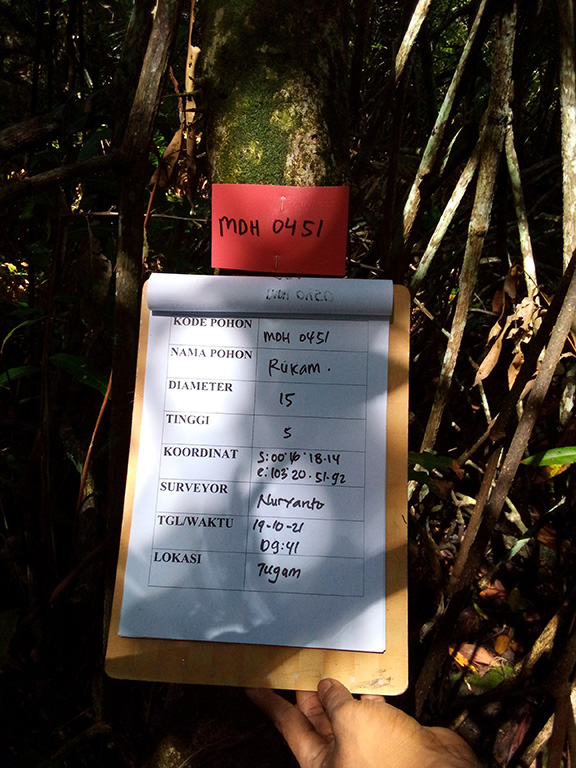 MDH 0451
KODE POHON MDH 0451
NAMA POHON Rukam.
DIAMETER 15
TINGGI 5
KOORDINAT S:00°16'18.14
E:103°20.51.92
SURVEYOR Nuryanto
TGL/WAKTU 19-10-21
09:41
LOKASI Tugam